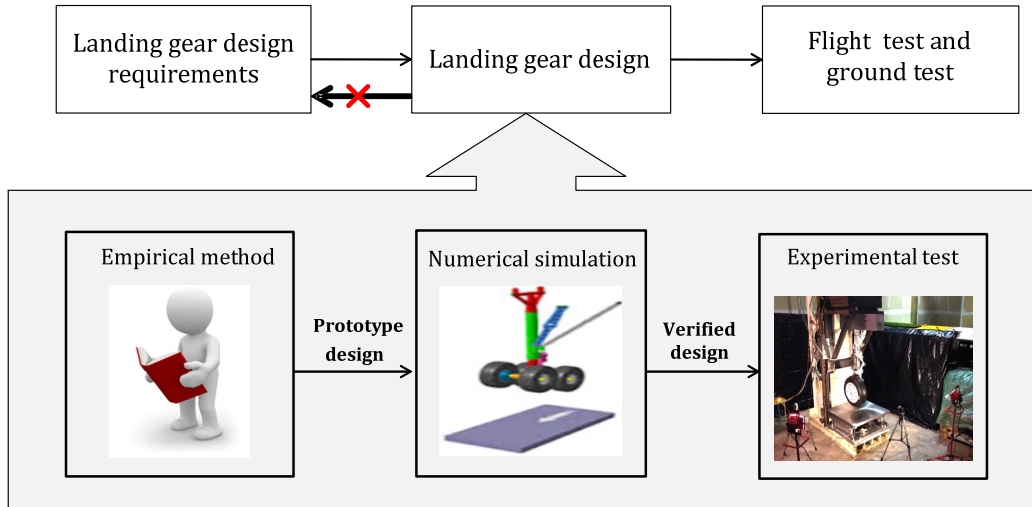 Landing gear design
requirements
Landing gear design
Flight test and
ground test
Empirical method
Prototype
design
Numerical simulation
Verified
design
Experimental test